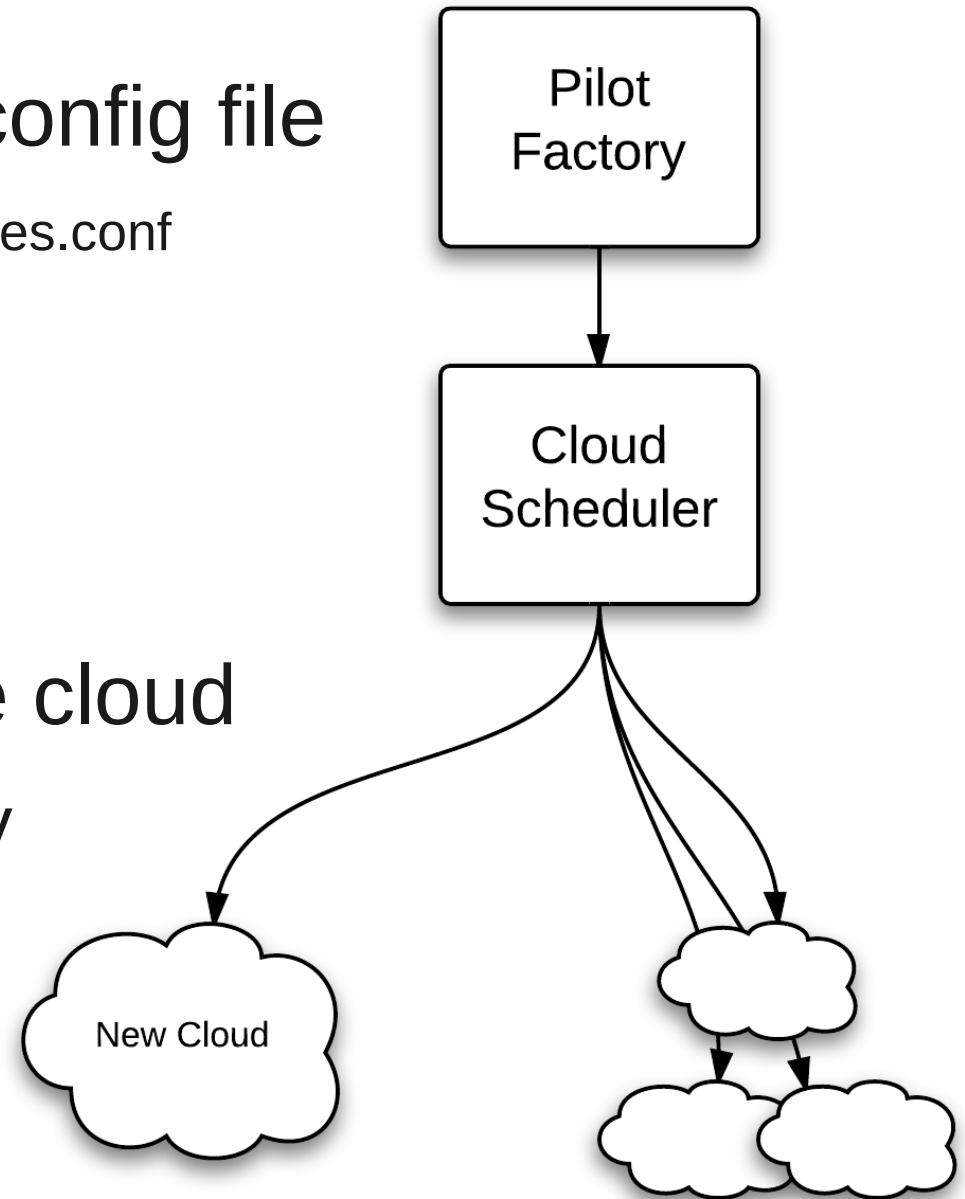 config file
es.conf
e cloud
y
Pilot
Factory
Cloud
Scheduler
New Cloud